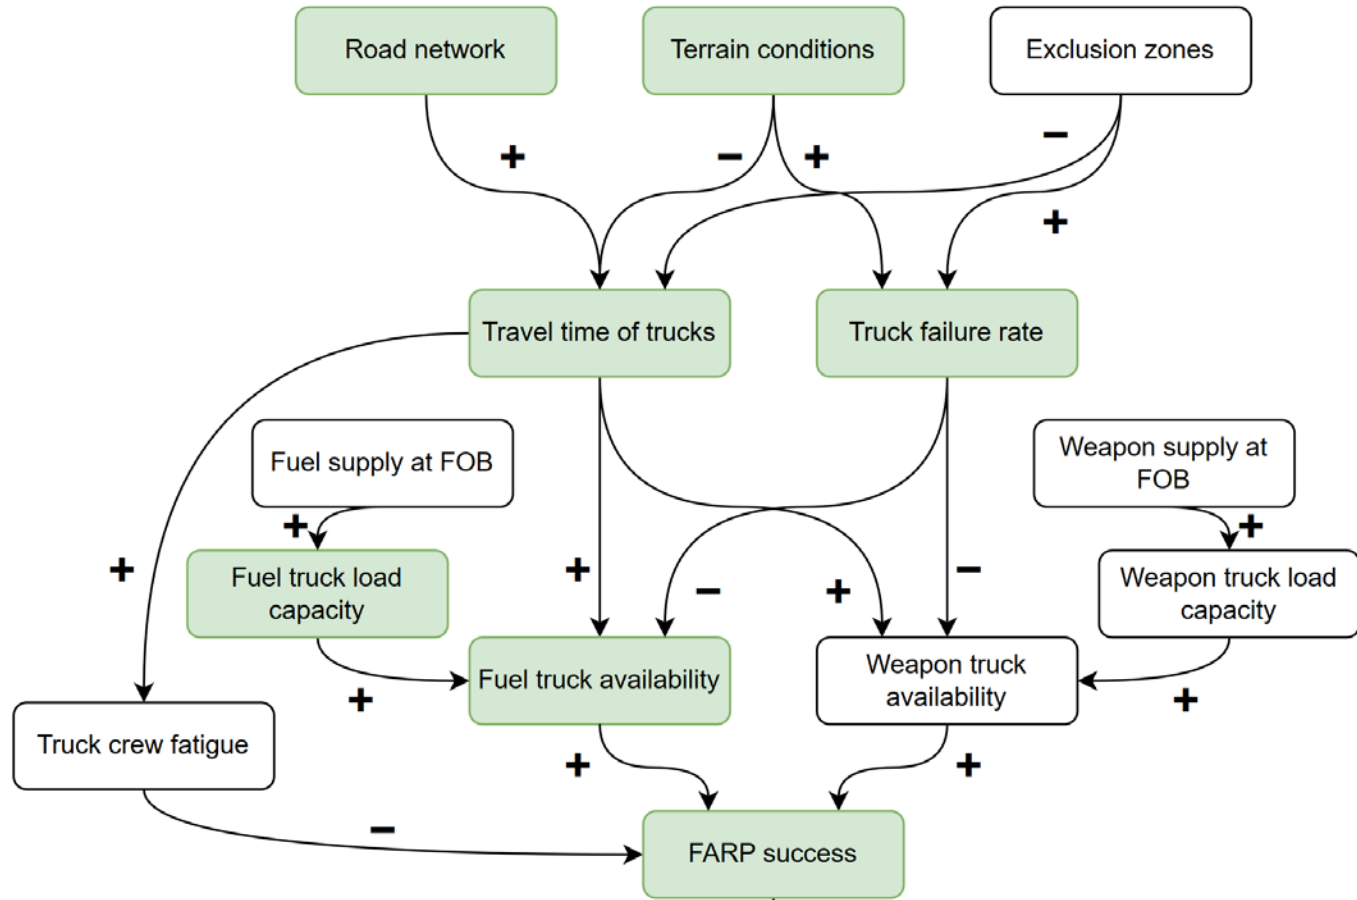 Road network
Terrain conditions
Exclusion zones
+
−
+
−
+
Travel time of trucks
Truck failure rate
Fuel supply at FOB
Weapon supply at
FOB
+
+
+
Fuel truck load
capacity
+
−
+
−
Weapon truck load
capacity
Fuel truck availability
Weapon truck
availability
+
+
Truck crew fatigue
+
+
−
FARP success